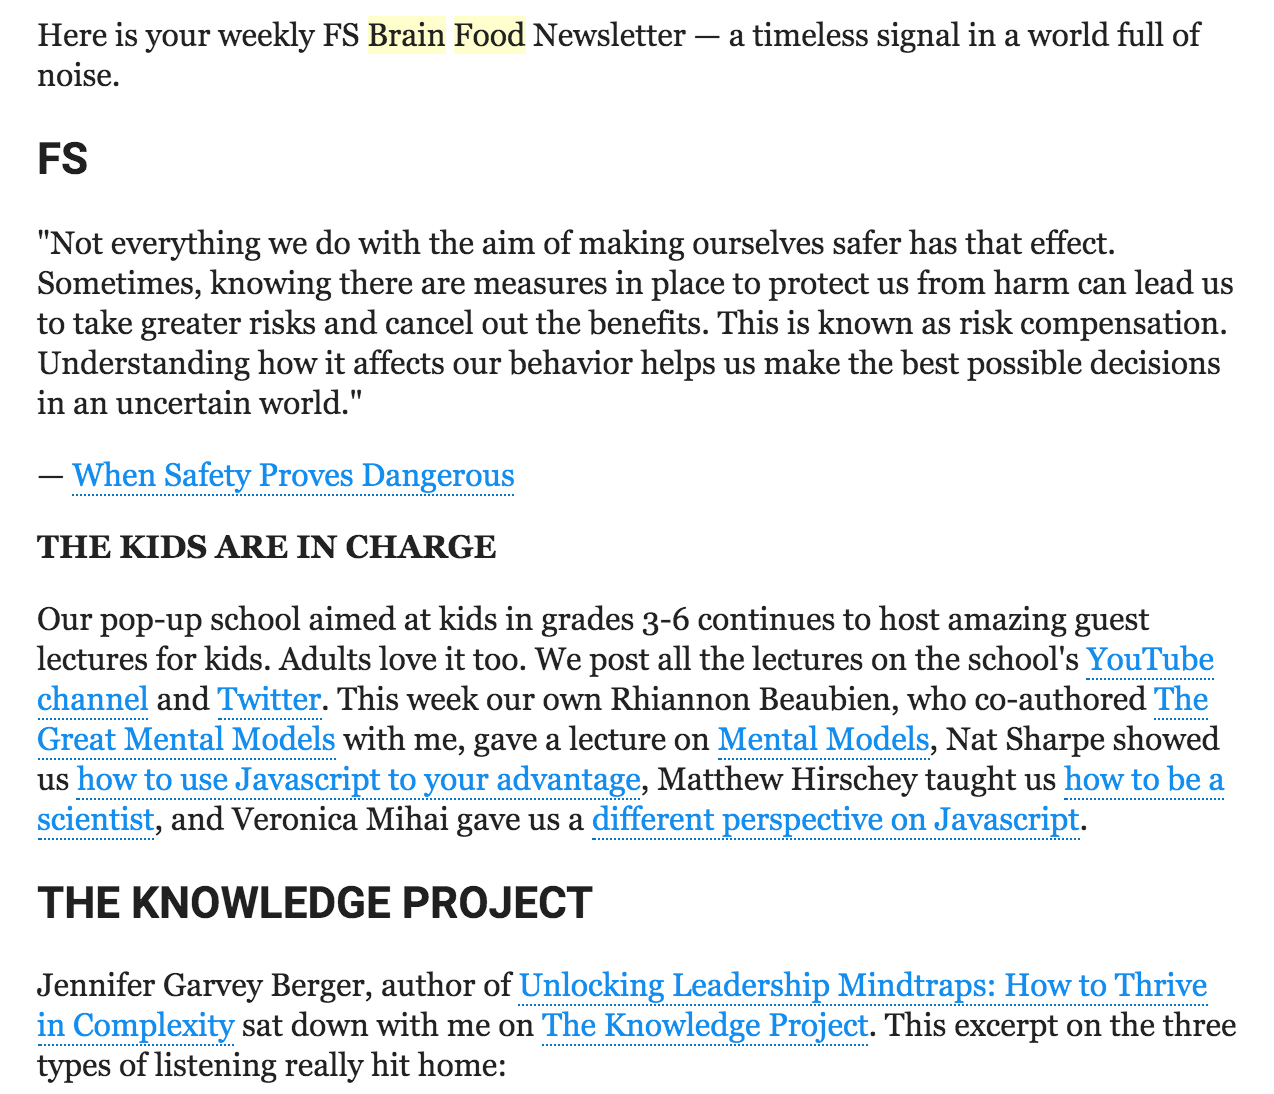 Here is your weekly FS Brain Food Newsletter — a timeless signal in a world full of
noise.
FS
"Not everything we do with the aim of making ourselves safer has that effect.
Sometimes, knowing there are measures in place to protect us from harm can lead us
to take greater risks and cancel out the benefits. This is known as risk compensation.
Understanding how it affects our behavior helps us make the best possible decisions
in an uncertain world."
— When Safety Proves Dangerous
THE KIDS ARE IN CHARGE
Our pop-up school aimed at kids in grades 3-6 continues to host amazing guest
lectures for kids. Adults love it too. We post all the lectures on the school's YouTube
channel and Twitter. This week our own Rhiannon Beaubien, who co-authored The
Great Mental Models with me, gave a lecture on Mental Models, Nat Sharpe showed
us how to use Javascript to your advantage, Matthew Hirschey taught us how to be a
scientist, and Veronica Mihai gave us a different perspective on Javascript.
THE KNOWLEDGE PROJECT
Jennifer Garvey Berger, author of Unlocking Leadership Mindtraps: How to Thrive
in Complexity sat down with me on The Knowledge Project. This excerpt on the three
types of listening really hit home: